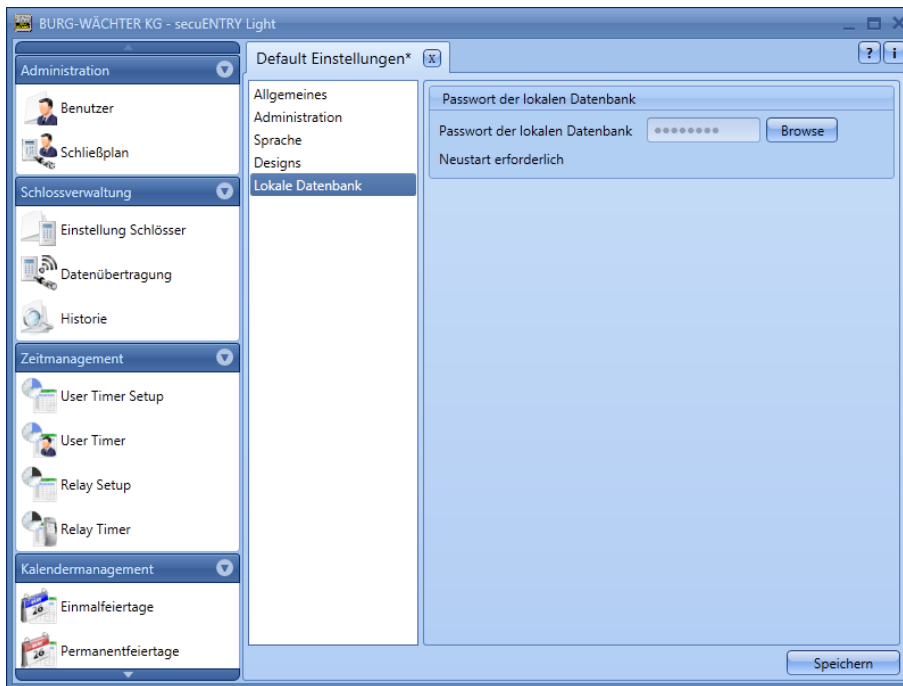 BURG-WÄCHTER KG - secuENTRY Light
Administration
Benutzer
Schließplan
Schlossverwaltung
Einstellung Schlösser
Datenübertragung
Historie
Zeitmanagement
User Timer Setup
User Timer
Relay Setup
Relay Timer
Kalendermanagement
20
Einmalfeiertage
20
Permanentfeiertage
Default Einstellungen* x
? i
Allgemeines
Administration
Sprache
Designs
Lokale Datenbank
Passwort der lokalen Datenbank
Passwort der lokalen Datenbank ●●●●●●●● Browse
Neustart erforderlich
Speichern